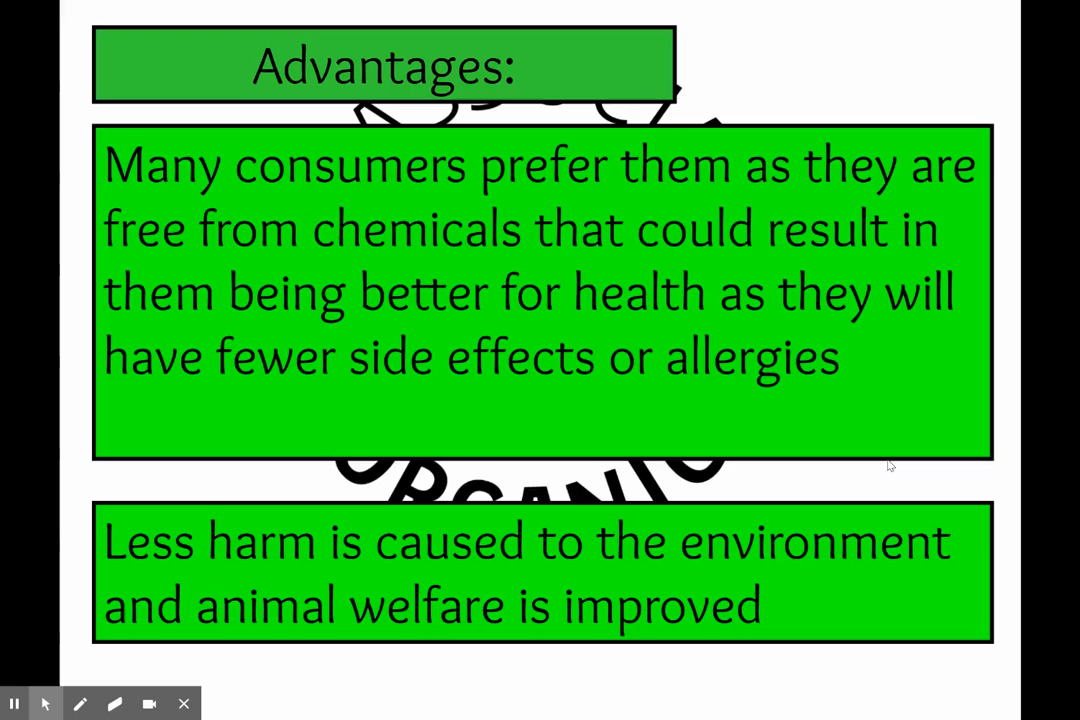 Advantages:
Many consumers prefer them as they are
free from chemicals that could result in
them being better for health as they will
have fewer side effects or allergies
ORGANIC
Less harm is caused to the environment
and animal welfare is improved